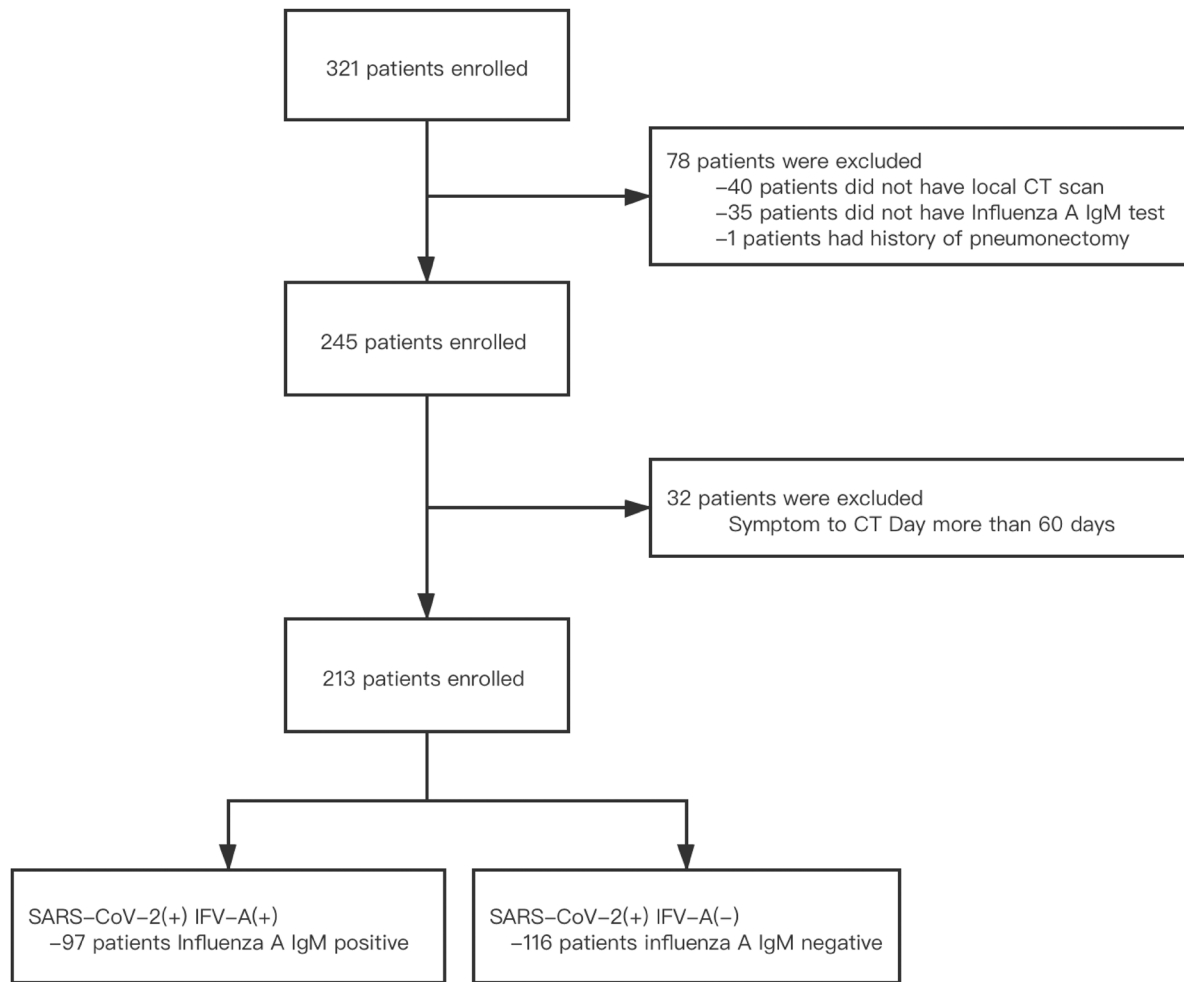 321 patients enrolled
78 patients were excluded
–40 patients did not have local CT scan
–35 patients did not have Influenza A IgM test
–1 patients had history of pneumonectomy
245 patients enrolled
32 patients were excluded
Symptom to CT Day more than 60 days
213 patients enrolled
SARS–CoV–2(+) IFV–A(+)
–97 patients Influenza A IgM positive
SARS–CoV–2(+) IFV–A(–)
–116 patients influenza A IgM negative